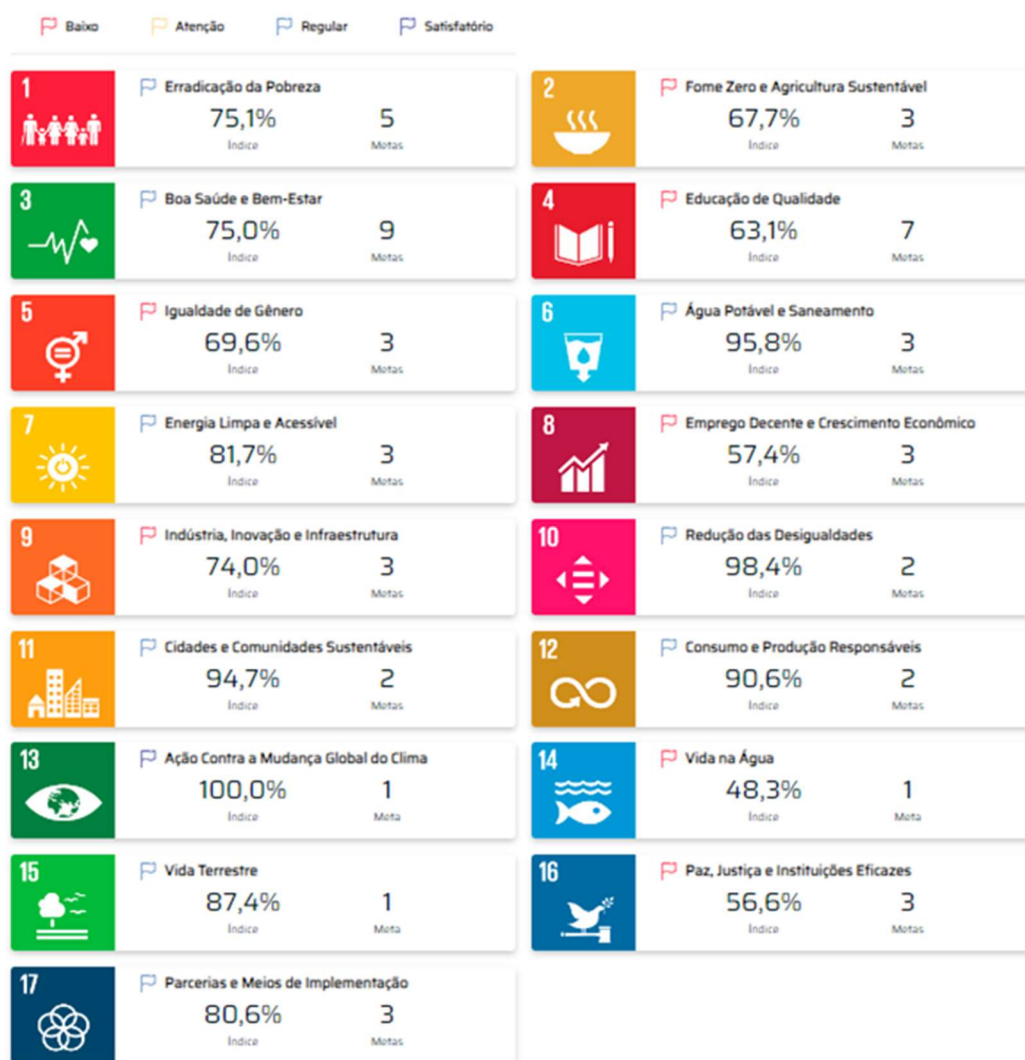 Baixo Atenção Regular Satisfatório
1 Erradicação da Pobreza
75,1% 5
Índice Metas
2 Fome Zero e Agricultura Sustentável
67,7% 3
Índice Metas
3 Boa Saúde e Bem-Estar
75,0% 9
Índice Metas
4 Educação de Qualidade
63,1% 7
Índice Metas
5 Igualdade de Gênero
69,6% 3
Índice Metas
6 Água Potável e Saneamento
95,8% 3
Índice Metas
7 Energia Limpa e Acessível
81,7% 3
Índice Metas
8 Emprego Decente e Crescimento Econômico
57,4% 3
Índice Metas
9 Indústria, Inovação e Infraestrutura
74,0% 3
Índice Metas
10 Redução das Desigualdades
98,4% 2
Índice Metas
11 Cidades e Comunidades Sustentáveis
94,7% 2
Índice Metas
12 Consumo e Produção Responsáveis
90,6% 2
Índice Metas
13 Ação Contra a Mudança Global do Clima
100,0% 1
Índice Meta
14 Vida na Água
48,3% 1
Índice Meta
15 Vida Terrestre
87,4% 1
Índice Meta
16 Paz, Justiça e Instituições Eficazes
56,6% 3
Índice Metas
17 Parcerias e Meios de Implementação
80,6% 3
Índice Metas